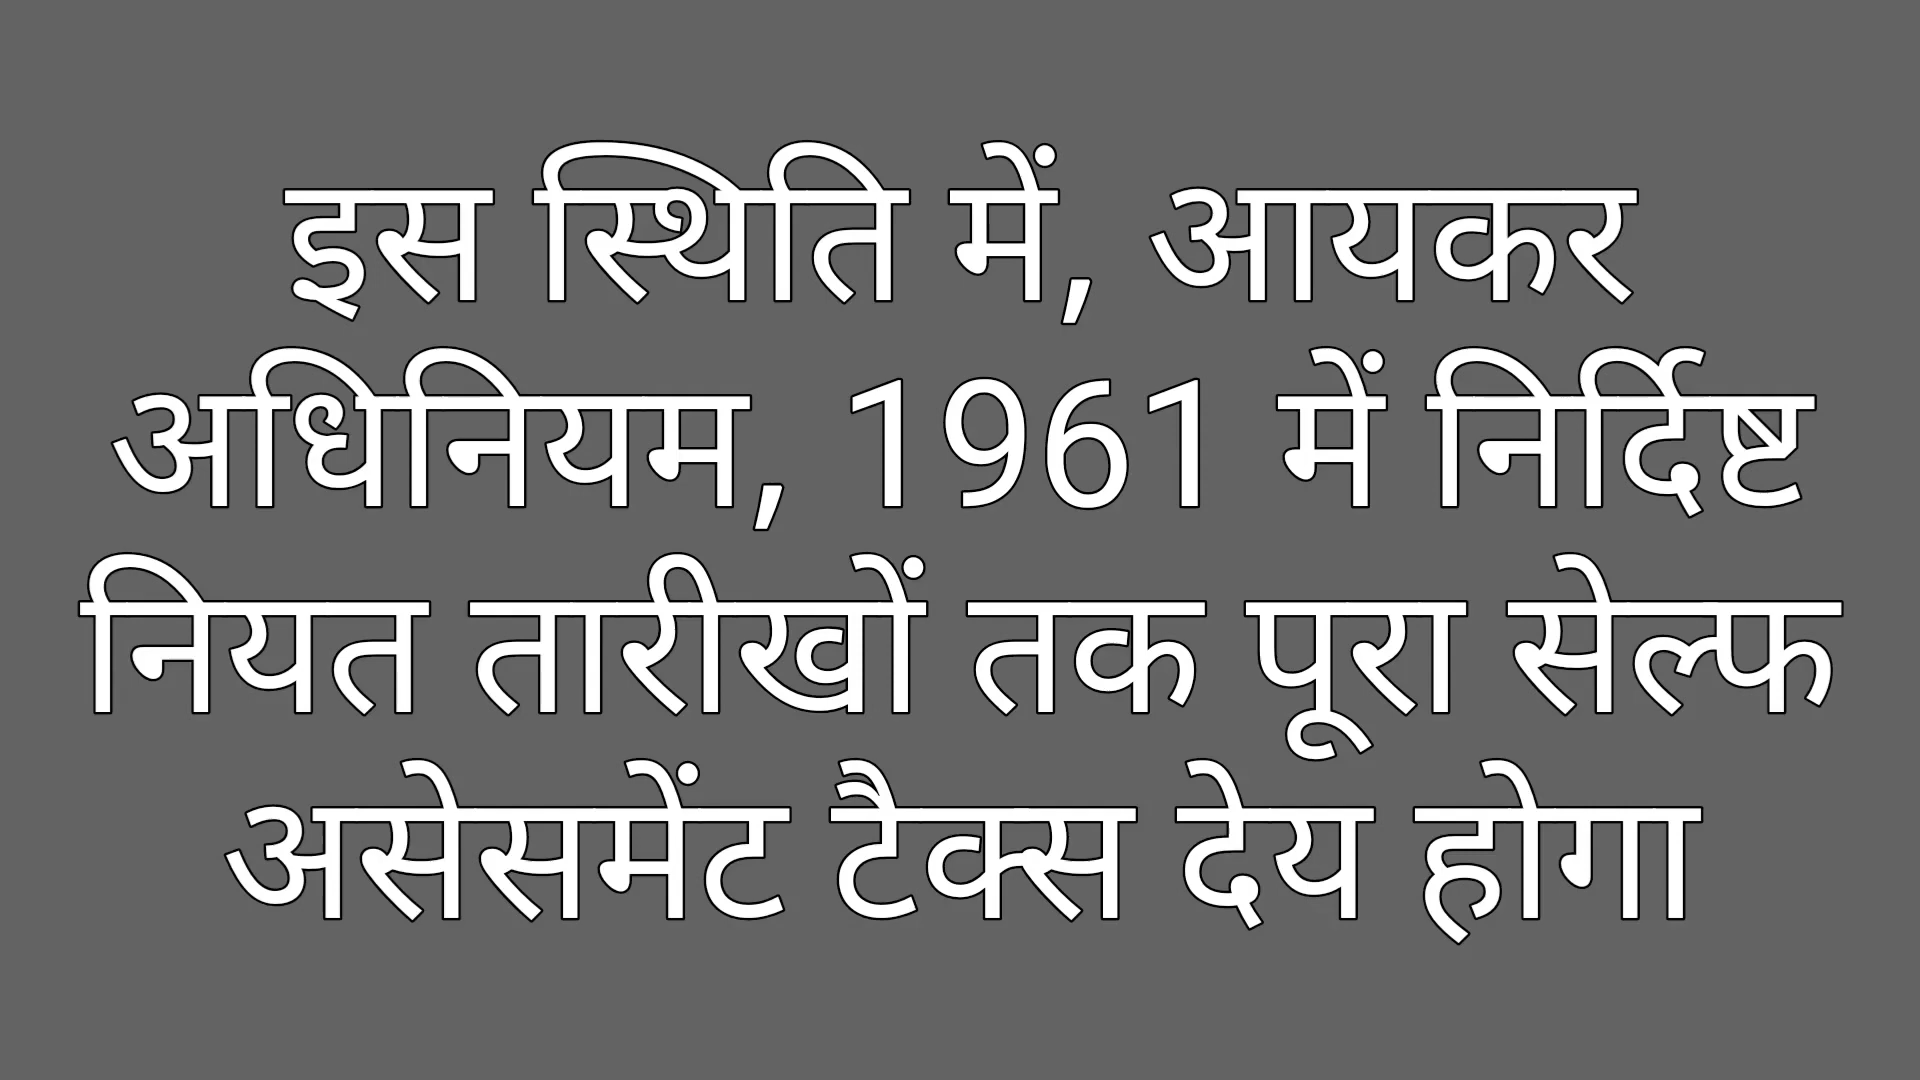 इस स्थिति में, आयकर
अधिनियम, 1961 में निर्दिष्ट
नियत तारीखों तक पूरा सेल्फ
असेसमेंट टैक्स देय होगा